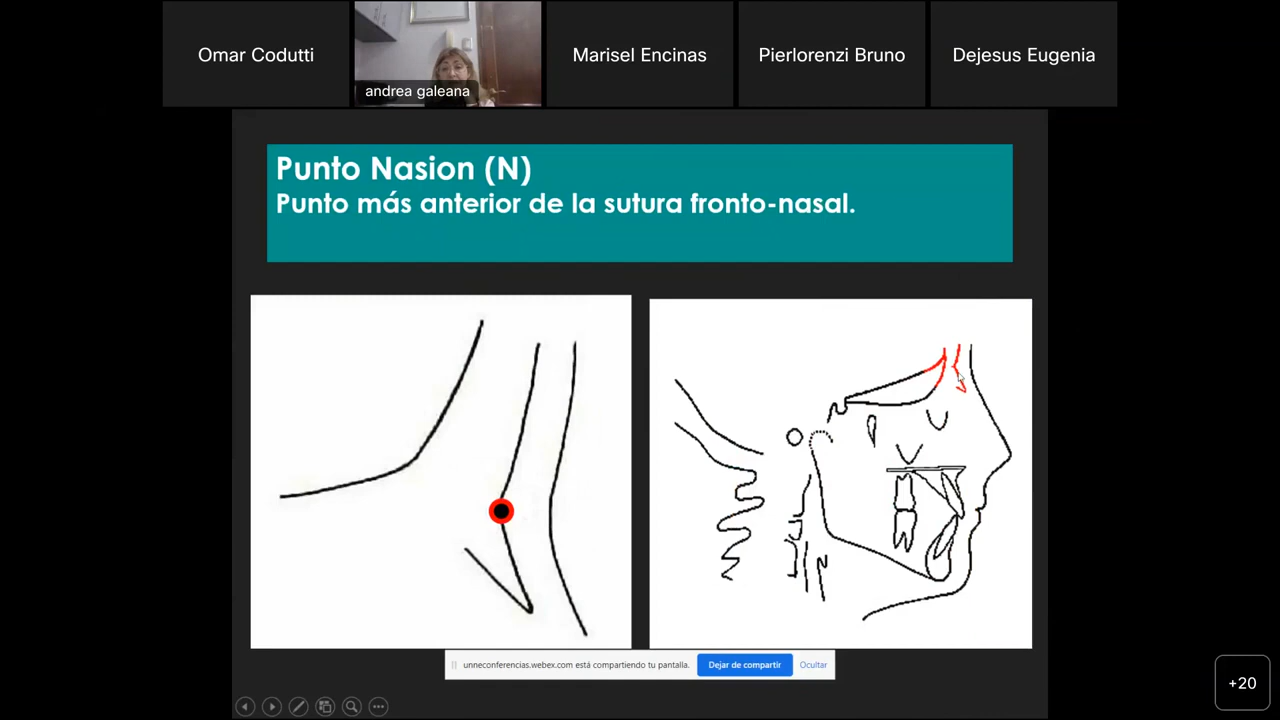 Omar Codutti
andrea galeana
Marisel Encinas
Pierlorenzi Bruno
Dejesus Eugenia
Punto Nasion (N)
Punto más anterior de la sutura fronto-nasal.
unneconferencias.webex.com está compartiendo tu pantalla.
Dejar de compartir
Ocultar
+20